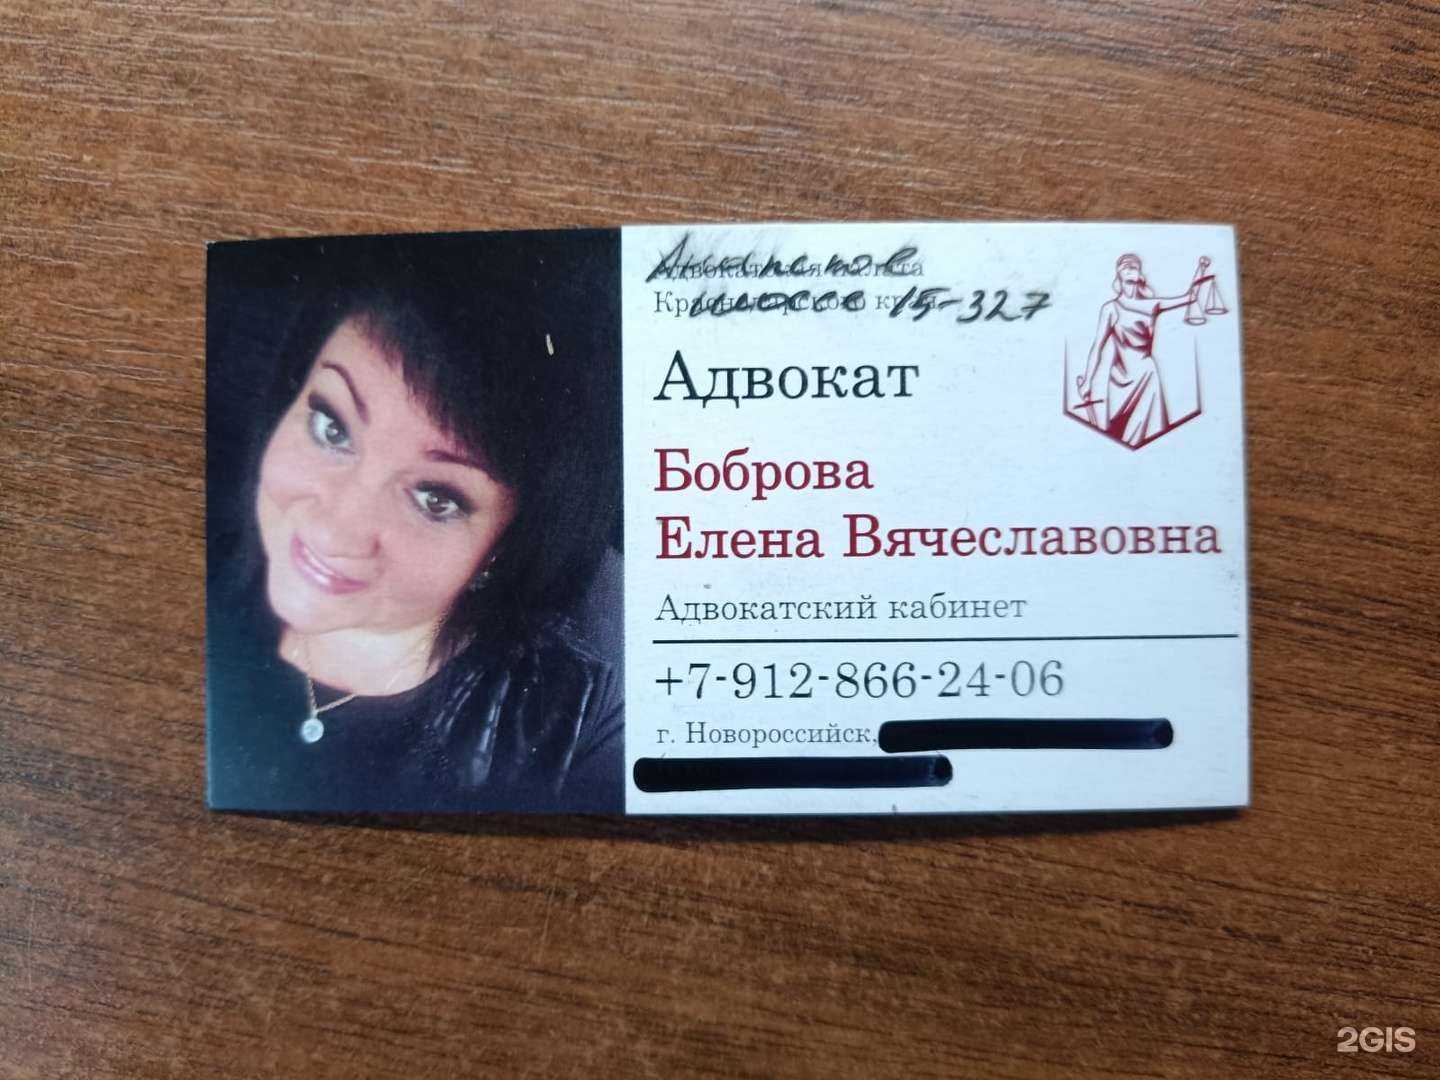 Анапское
шоссе 15-327
Адвокатская палата
Краснодарского края
Адвокат
Боброва
Елена Вячеславовна
Адвокатский кабинет
+7-912-866-24-06
г. Новороссийск,
2GIS